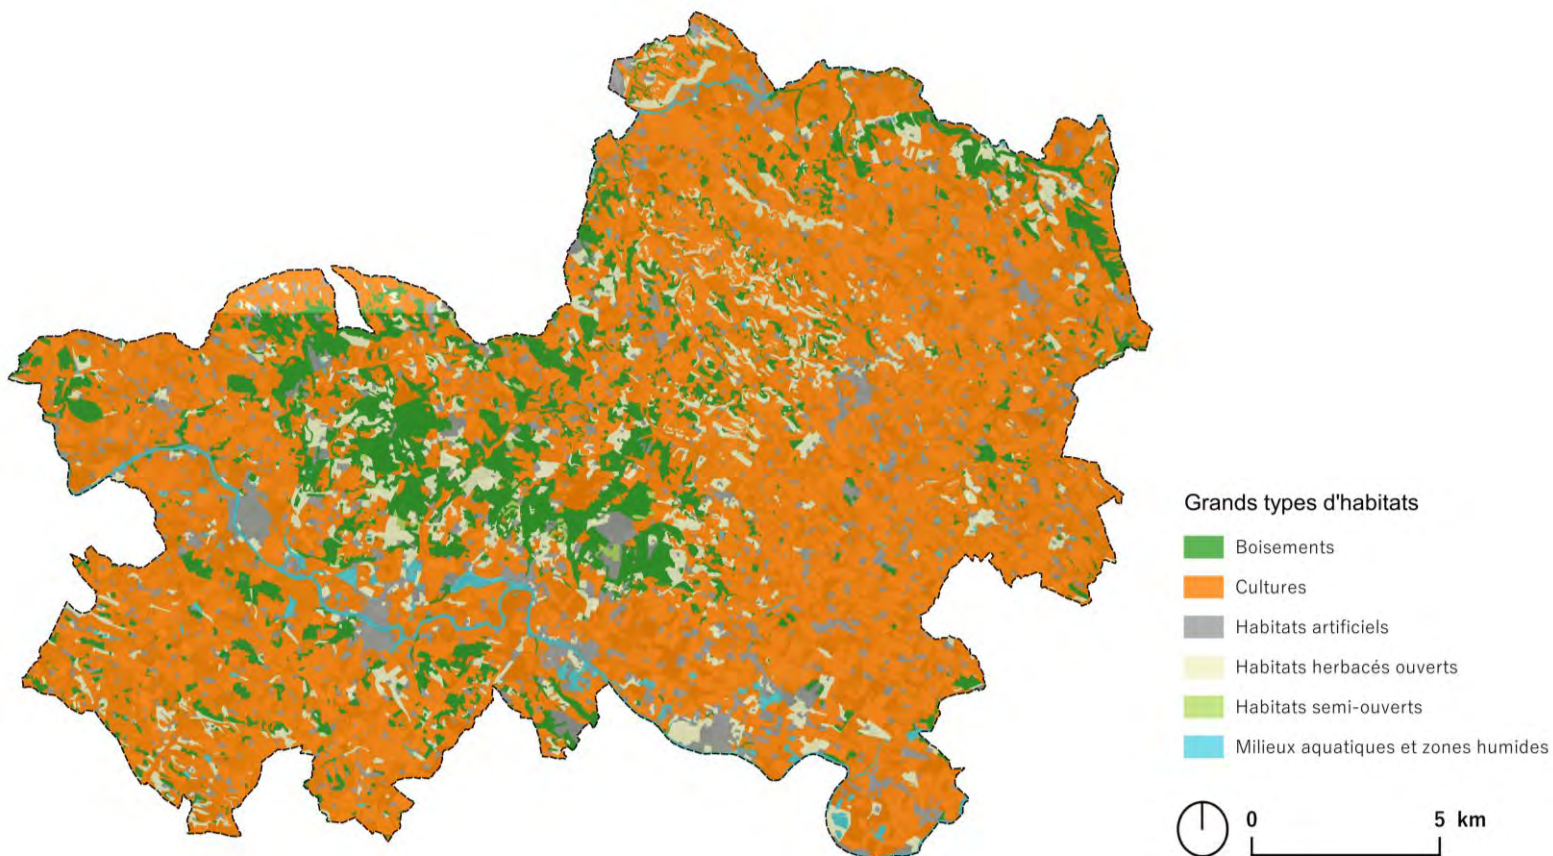 Grands types d'habitats
Boisements
Cultures
Habitats artificiels
Habitats herbacés ouverts
Habitats semi-ouverts
Milieux aquatiques et zones humides
0 5 km